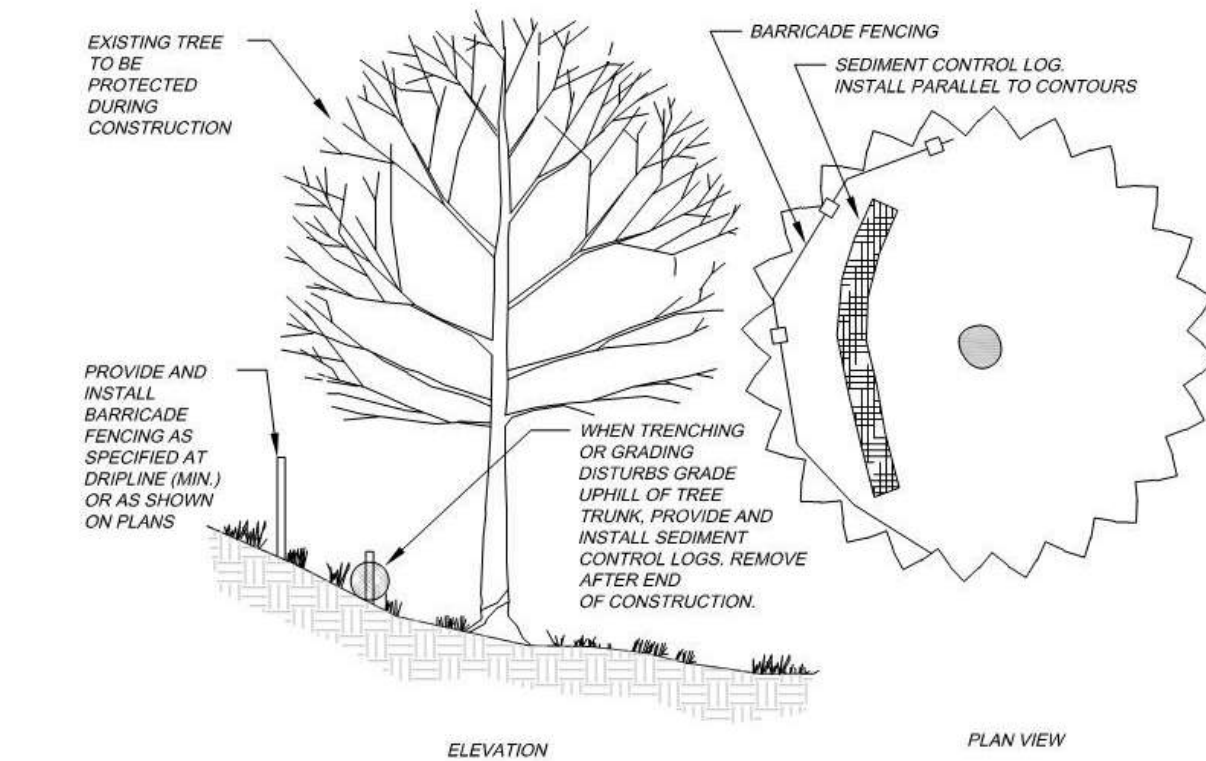 EXISTING TREE
TO BE
PROTECTED
DURING
CONSTRUCTION
BARRICADE FENCING
SEDIMENT CONTROL LOG.
INSTALL PARALLEL TO CONTOURS
PROVIDE AND
INSTALL
BARRICADE
FENCING AS
SPECIFIED AT
DRIPLINE (MIN.)
OR AS SHOWN
ON PLANS
WHEN TRENCHING
OR GRADING
DISTURBS GRADE
UPHILL OF TREE
TRUNK, PROVIDE AND
INSTALL SEDIMENT
CONTROL LOGS. REMOVE
AFTER END
OF CONSTRUCTION.
ELEVATION
PLAN VIEW